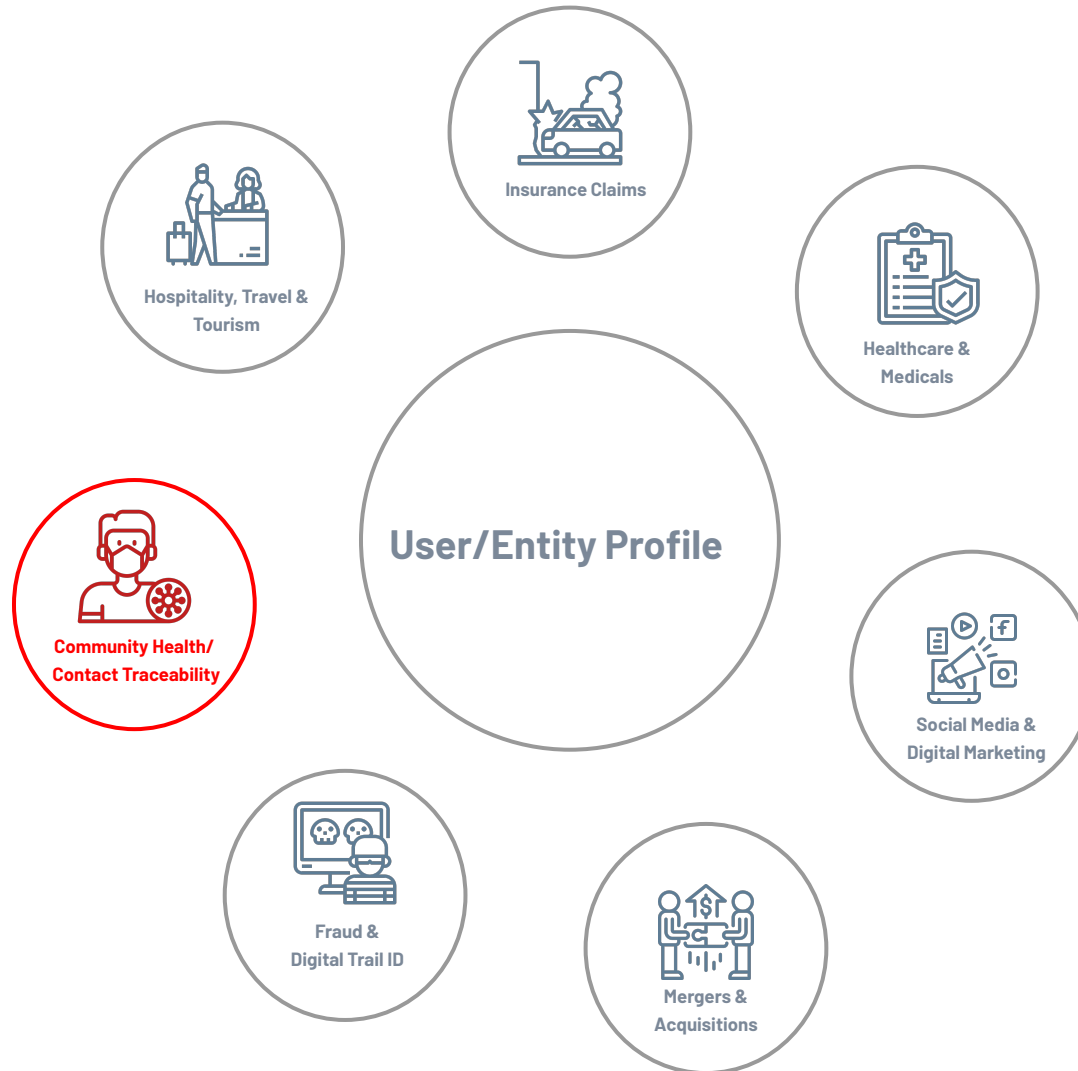 Insurance Claims
Hospitality, Travel &
Tourism
Healthcare &
Medicals
User/Entity Profile
Community Health/
Contact Traceability
Social Media &
Digital Marketing
Fraud &
Digital Trail ID
Mergers &
Acquisitions